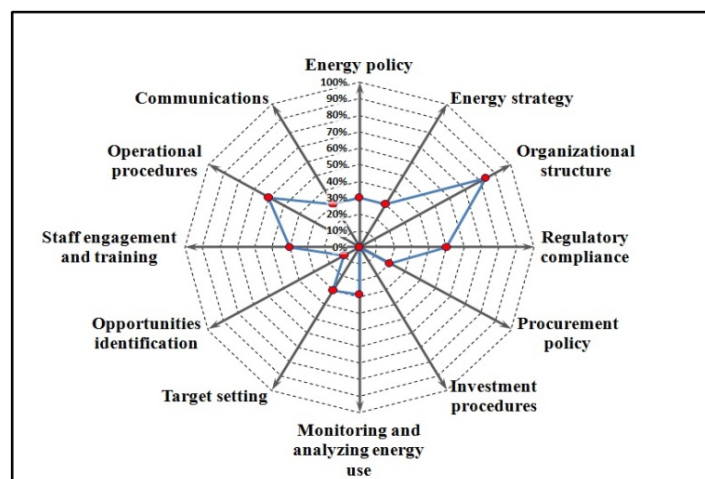 Energy policy
100%
90%
80%
70%
60%
50%
40%
30%
20%
10%
0%
Energy strategy
Organizational
structure
Regulatory
compliance
Procurement
policy
Investment
procedures
Monitoring and
analyzing energy
use
Target setting
Opportunities
identification
Staff engagement
and training
Operational
procedures
Communications